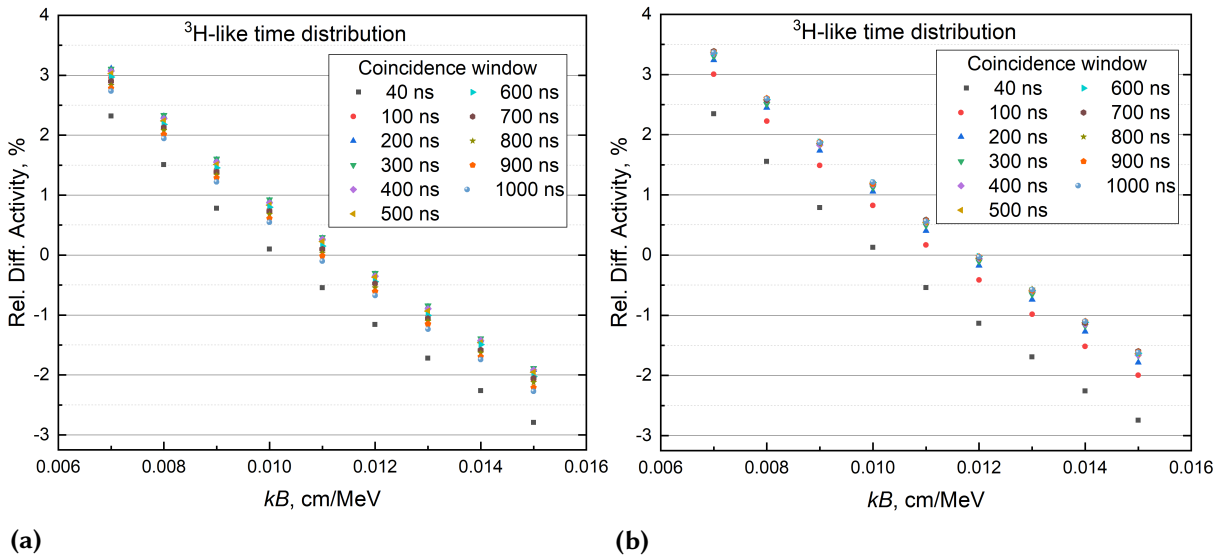 ³H-like time distribution
Coincidence window
40 ns
600 ns
100 ns
700 ns
200 ns
800 ns
300 ns
900 ns
400 ns
1000 ns
500 ns
Rel. Diff. Activity, %
4
3
2
1
0
-1
-2
-3
0.006
0.008
0.010
0.012
0.014
0.016
kB, cm/MeV
(a)
³H-like time distribution
Coincidence window
40 ns
600 ns
100 ns
700 ns
200 ns
800 ns
300 ns
900 ns
400 ns
1000 ns
500 ns
Rel. Diff. Activity, %
4
3
2
1
0
-1
-2
-3
0.006
0.008
0.010
0.012
0.014
0.016
kB, cm/MeV
(b)